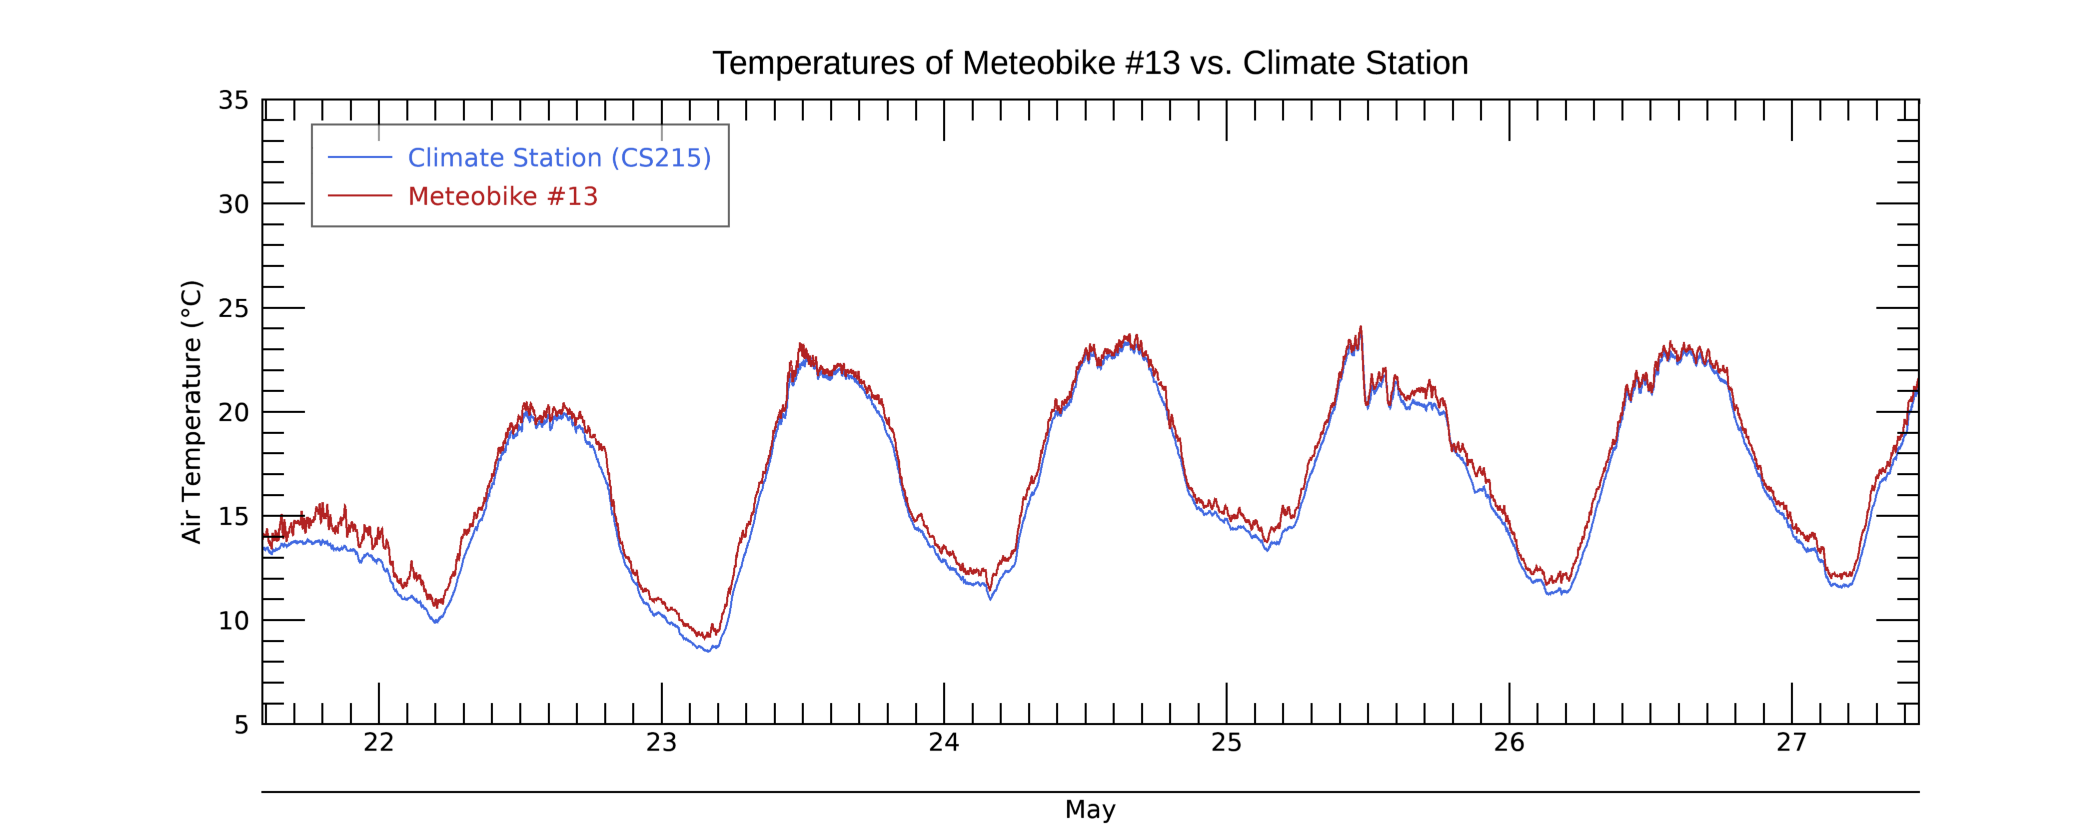 Temperatures of Meteobike #13 vs. Climate Station
Climate Station (CS215)
Meteobike #13
Air Temperature (°C)
35
30
25
20
15
10
5
22 23 24 25 26 27
May